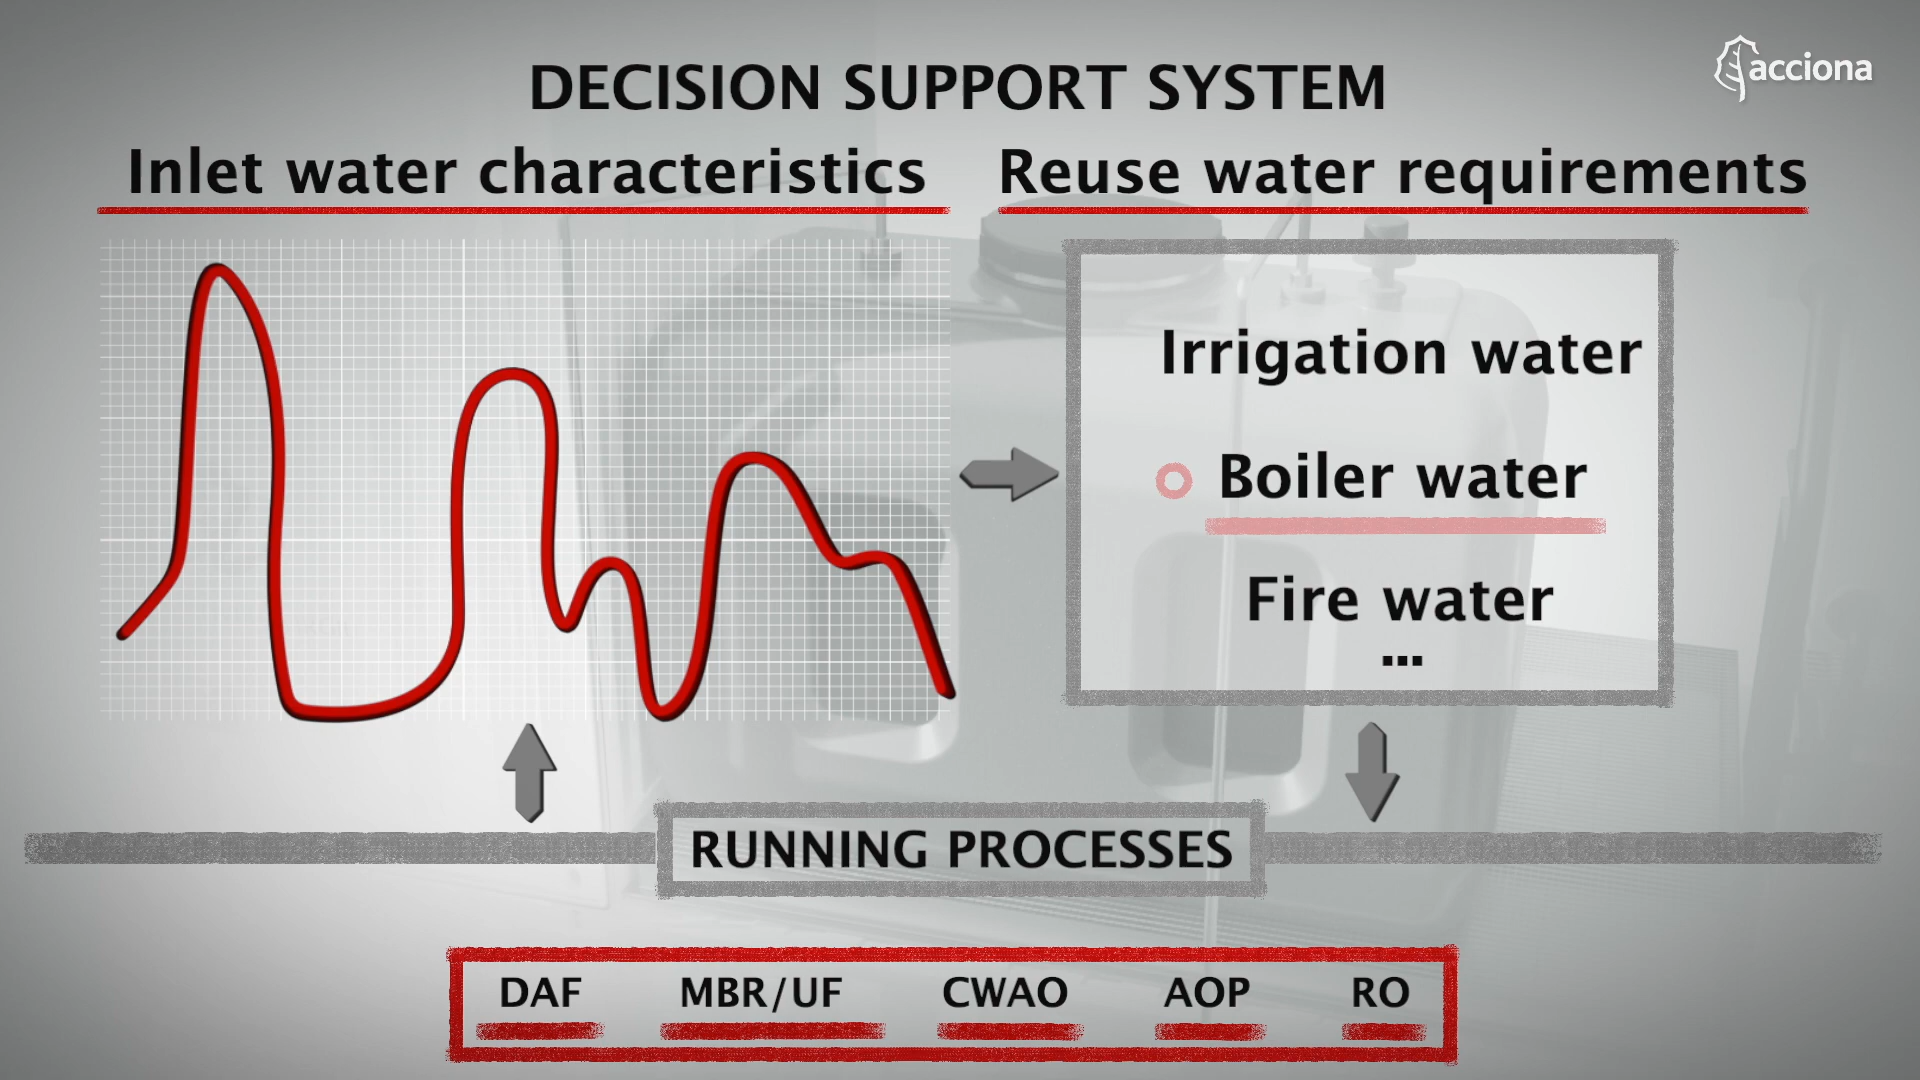 DECISION SUPPORT SYSTEM
acciona
Inlet water characteristics
Reuse water requirements
Irrigation water
Boiler water
Fire water
...
RUNNING PROCESSES
DAF MBR/UF CWAO AOP RO